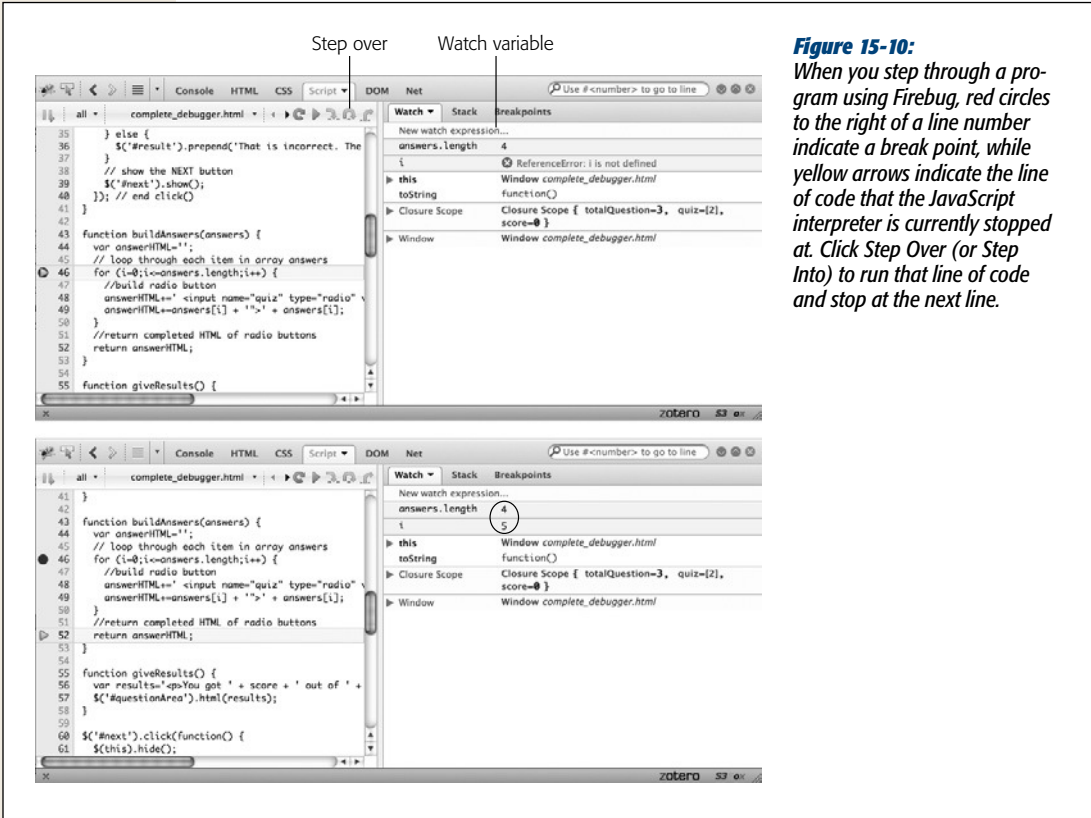 Step over
Watch variable
Figure 15-10:
When you step through a pro-
gram using Firebug, red circles
to the right of a line number
indicate a break point, while
yellow arrows indicate the line
of code that the JavaScript
interpreter is currently stopped
at. Click Step Over (or Step
Into) to run that line of code
and stop at the next line.
Console HTML CSS Script DOM Net
Use #<number> to go to line
all complete_debugger.html
Watch Stack Breakpoints
35 } else {
36 $('#result').prepend('That is incorrect. The
37 }
38 // show the NEXT button
39 $('#next').show();
40 }); // end click()
41 }
42
43 function buildAnswers(answers) {
44 var answerHTML='';
45 // loop through each item in array answers
46 for (i=0;i<=answers.length;i++) {
47 //build radio button
48 answerHTML+=' <input name="quiz" type="radio"
49 answerHTML+=answers[i] + '">' + answers[i];
50 }
51 //return completed HTML of radio buttons
52 return answerHTML;
53 }
54
55 function giveResults() {
New watch expression...
answers.length 4
i ReferenceError: i is not defined
this Window complete_debugger.html
toString function()
Closure Scope Closure Scope { totalQuestion=3, quiz=[2],
score=0 }
Window Window complete_debugger.html
zotero S3
Console HTML CSS Script DOM Net
Use #<number> to go to line
all complete_debugger.html
Watch Stack Breakpoints
41 }
42
43 function buildAnswers(answers) {
44 var answerHTML='';
45 // loop through each item in array answers
46 for (i=0;i<=answers.length;i++) {
47 //build radio button
48 answerHTML+=' <input name="quiz" type="radio"
49 answerHTML+=answers[i] + '">' + answers[i];
50 }
51 //return completed HTML of radio buttons
52 return answerHTML;
53 }
54
55 function giveResults() {
56 var results='<p>You got ' + score + ' out of ' +
57 $('#questionArea').html(results);
58 }
59
60 $('#next').click(function() {
61 $(this).hide();
New watch expression...
answers.length 4
i 5
this Window complete_debugger.html
toString function()
Closure Scope Closure Scope { totalQuestion=3, quiz=[2],
score=0 }
Window Window complete_debugger.html
zotero S3